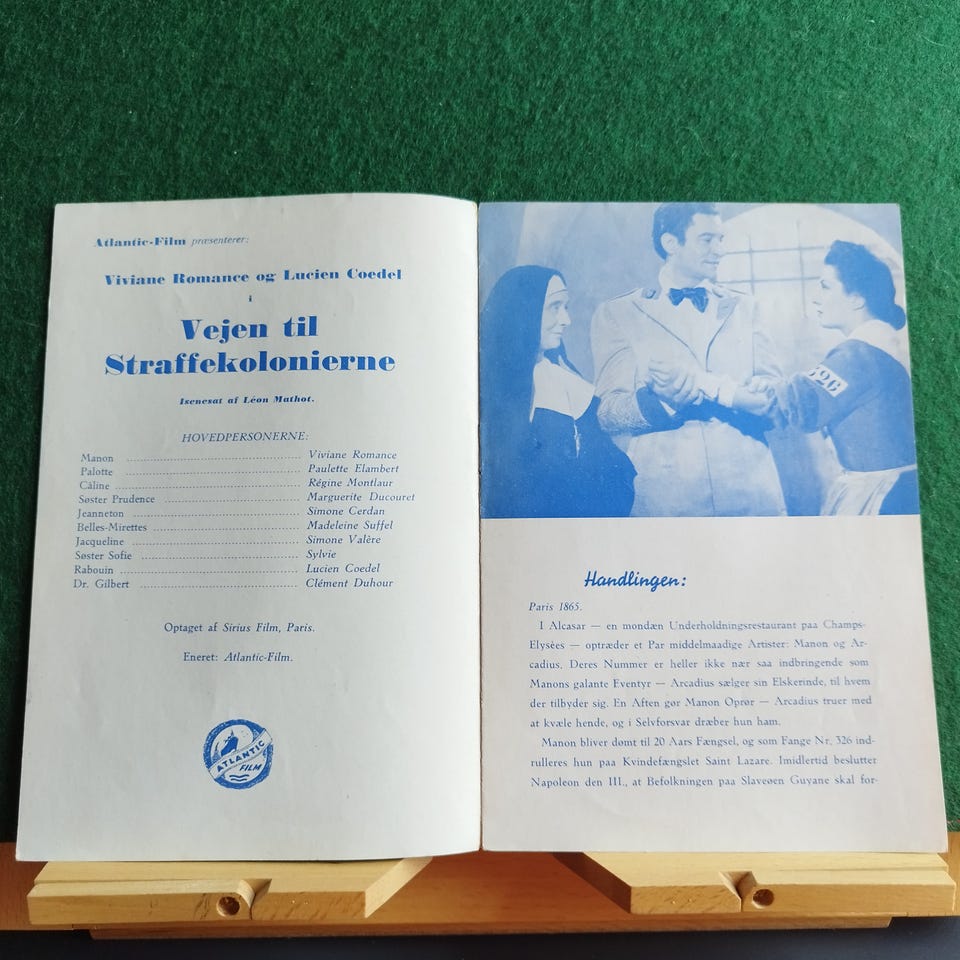 Atlantic-Film præsenterer:
Viviane Romance og Lucien Coedel
i
Vejen til
Straffekolonierne
Isenesat af Léon Mathot.
HOVEDPERSONERNE:
Manon ........ Viviane Romance
Palotte ........ Paulette Elambert
Câline ........ Régine Montlaur
Søster Prudence ........ Marguerite Ducouret
Jeanneton ........ Simone Cerdan
Belles-Mirettes ........ Madeleine Suffel
Jacqueline ........ Simone Valère
Søster Sofie ........ Sylvie
Rabouin ........ Lucien Coedel
Dr. Gilbert ........ Clément Duhour
Optaget af Sirius Film, Paris.
Eneret: Atlantic-Film.
ATLANTIC
FILM
326
Handlingen:
Paris 1865.
I Alcasar — en mondæn Underholdningsrestaurant paa Champs-
Elysèes — optræder et Par middelmaadige Artister: Manon og Ar-
cadius. Deres Nummer er heller ikke nær saa indbringende som
Manons galante Eventyr — Arcadius sælger sin Elskerinde, til hvem
der tilbyder sig. En Aften gør Manon Oprør — Arcadius truer med
at kvæle hende, og i Selvforsvar dræber hun ham.
Manon bliver dømt til 20 Aars Fængsel, og som Fange Nr. 326 ind-
rulleres hun paa Kvindefængslet Saint Lazare. Imidlertid beslutter
Napoleon den III., at Befolkningen paa Slaveøen Guyane skal for-